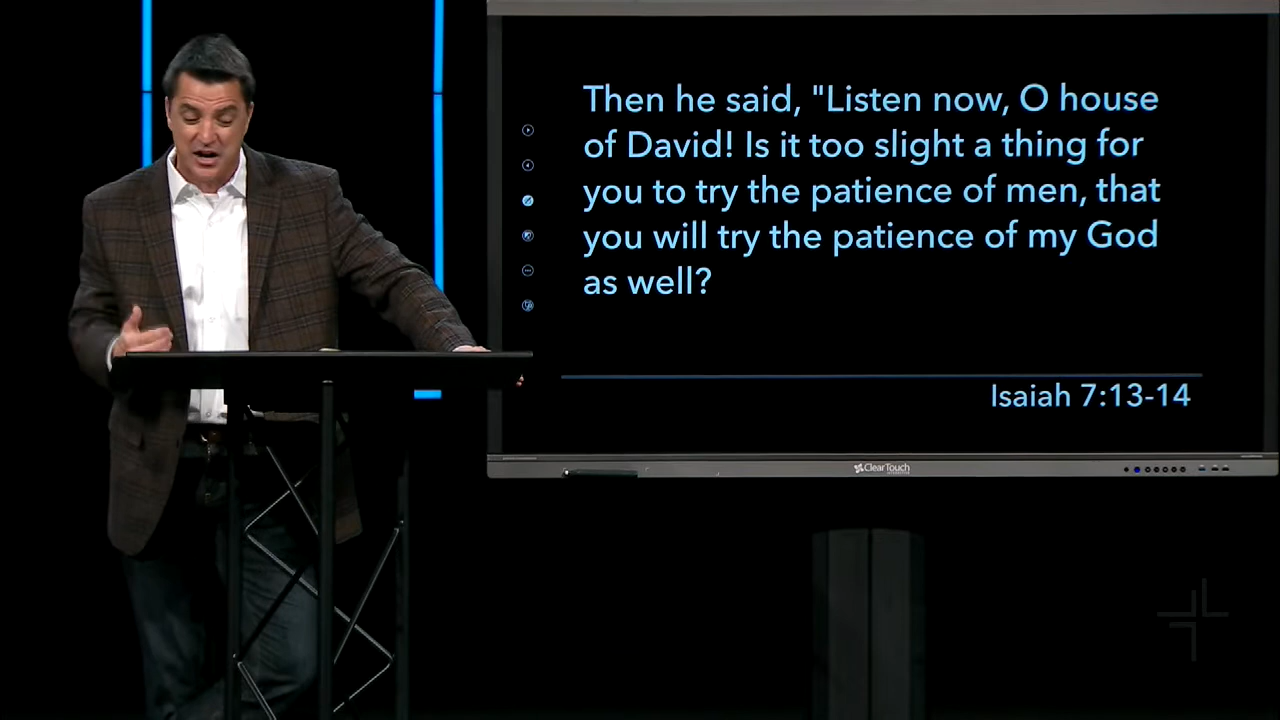 Then he said, "Listen now, O house
of David! Is it too slight a thing for
you to try the patience of men, that
you will try the patience of my God
as well?
Isaiah 7:13-14
ClearTouch